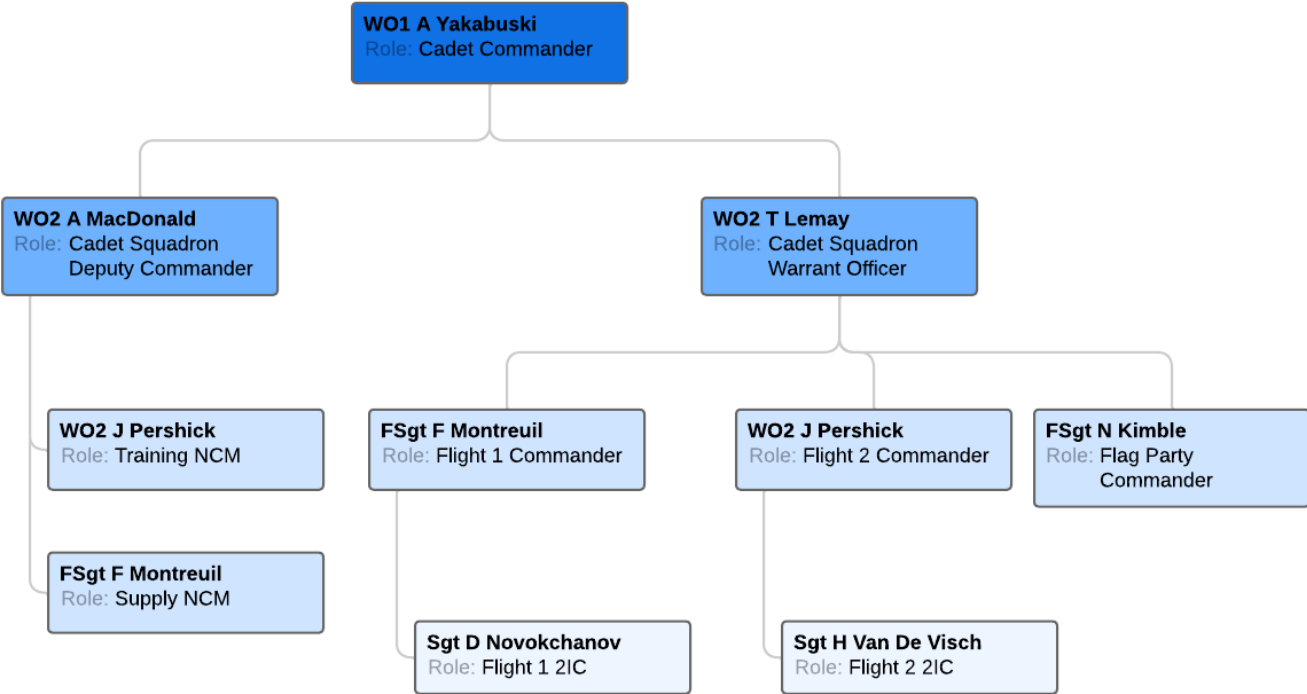 WO1 A Yakabuski
Role: Cadet Commander
WO2 A MacDonald
Role: Cadet Squadron
Deputy Commander
WO2 T Lemay
Role: Cadet Squadron
Warrant Officer
WO2 J Pershick
Role: Training NCM
FSgt F Montreuil
Role: Flight 1 Commander
WO2 J Pershick
Role: Flight 2 Commander
FSgt N Kimble
Role: Flag Party
Commander
FSgt F Montreuil
Role: Supply NCM
Sgt D Novokchanov
Role: Flight 1 2IC
Sgt H Van De Visch
Role: Flight 2 2IC